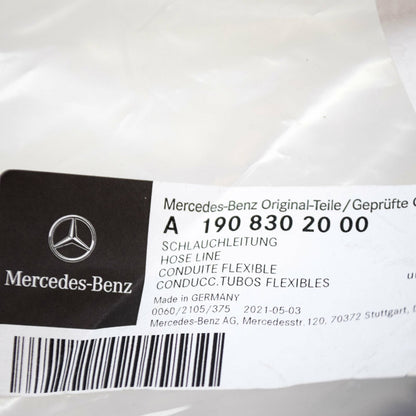 Mercedes-Benz Original-Teile/Geprüfte
A 190 830 20 00
SCHLAUCHLEITUNG
HOSE LINE
CONDUITE FLEXIBLE
CONDUCC.TUBOS FLEXIBLES
Made in GERMANY
0060/2105/375 2021-05-03
Mercedes-Benz AG, Mercedesstr.120, 70372 Stuttgart,
Mercedes-Benz